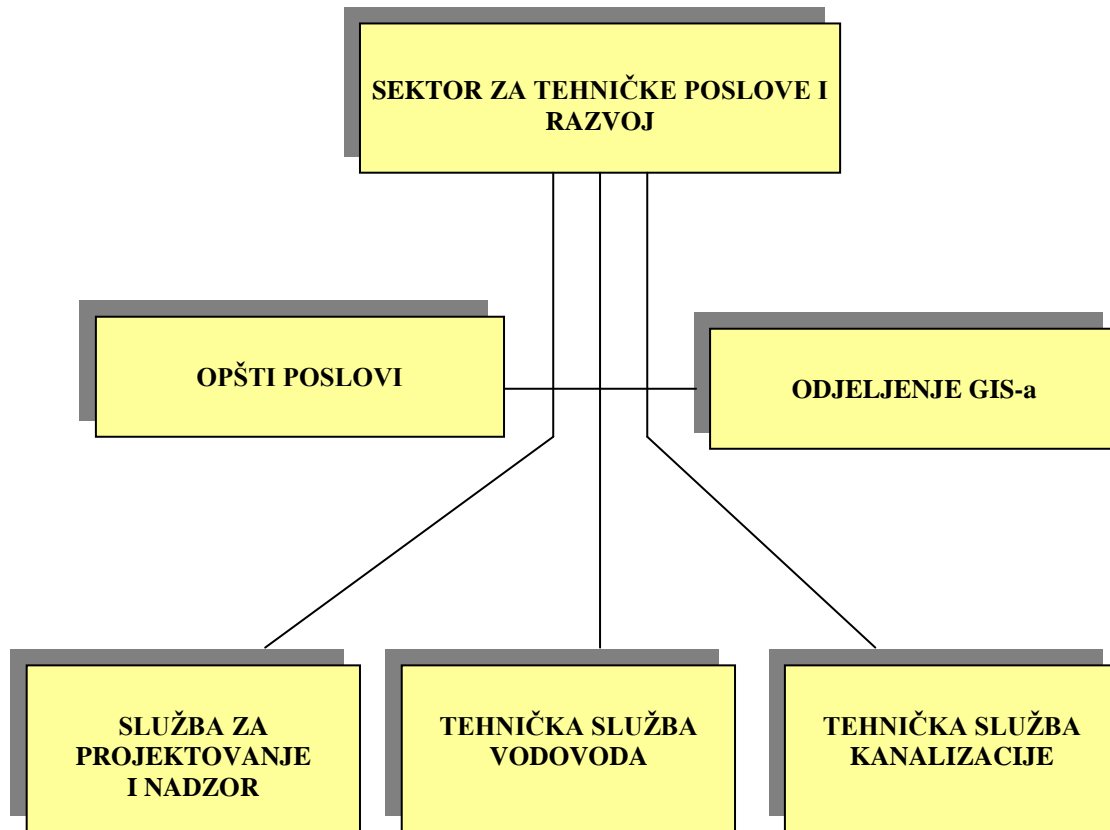 SEKTOR ZA TEHNIČKE POSLOVE I
RAZVOJ
OPŠTI POSLOVI
ODJELJENJE GIS-a
SLUŽBA ZA
PROJEKTOVANJE
I NADZOR
TEHNIČKA SLUŽBA
VODOVODA
TEHNIČKA SLUŽBA
KANALIZACIJE